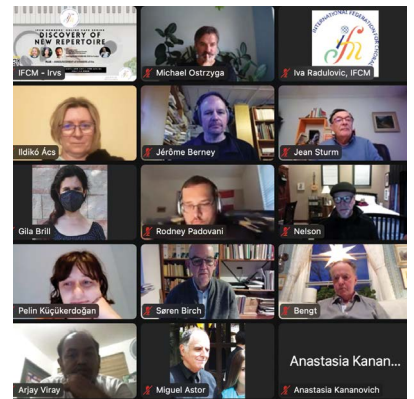 DISCOVERY OF
NEW REPERTOIRE
IFCM - Irvs
Michael Ostrzyga
INTERNATIONAL FEDERATION FOR CHORAL
Iva Radulovic, IFCM
Ildikó Ács
Jérôme Berney
Jean Sturm
Gila Brill
Rodney Padovani
Nelson
Pelin Küçükerdoğan
Søren Birch
Bengt
Arjay Viray
Miguel Astor
Anastasia Kanan...
Anastasia Kananovich